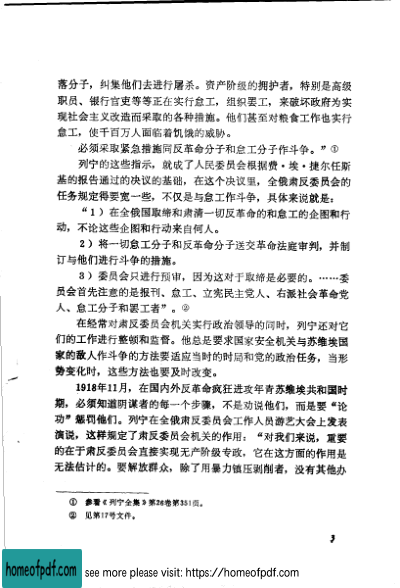 落分子，纠集他们去进行屠杀。资产阶级的拥护者，特别是高级
职员、银行官吏等等正在实行怠工，组织罢工，来破坏政府为实
现社会主义改造而采取的各种措施。他们甚至对粮食工作也实行
怠工，使千百万人面临着饥饿的威胁。
必须采取紧急措施同反革命分子和怠工分子作斗争。”①
列宁的这些指示，就成了人民委员会根据费·埃·捷尔任斯
基的报告通过的决议的基础，在这个决议里，全俄肃反委员会的
任务规定得要宽一些，不仅是与怠工作斗争，具体来说就是：
“1）在全俄国取缔和肃清一切反革命的和怠工的企图和行
动，不论这些企图和行动来自何人。
2）将一切怠工分子和反革命分子送交革命法庭审判，并制
订与他们进行斗争的措施。
3）委员会只进行预审，因为这对于取缔是必要的。……委
员会首先注意的是报刊、怠工、立宪民主党人、右派社会革命党
人、怠工分子和罢工者”。②
在经常对肃反委员会机关实行政治领导的同时，列宁还对它
们的工作进行整顿和监督。他总是要求国家安全机关与苏维埃国
家的敌人作斗争的方法要适应当时的时局和党的政治任务，当形
势变化时，这些方法也要及时改变。
1918年11月，在国内外反革命疯狂进攻年青苏维埃共和国时
期，必须知道阴谋者的每一个步骤，不是劝说他们，而是要“论
功”惩罚他们。列宁在全俄肃反委员会工作人员游艺大会上发表
演说，这样规定了肃反委员会机关的作用：“对我们来说，重要
的在于肃反委员会直接实现无产阶级专政，它在这方面的作用是
无法估计的。要解放群众，除了用暴力镇压剥削者，没有其他办
① 参看《列宁全集》第26卷第351页。
② 见第17号文件。
3
homeofpdf.com
see more please visit: https://homeofpdf.com